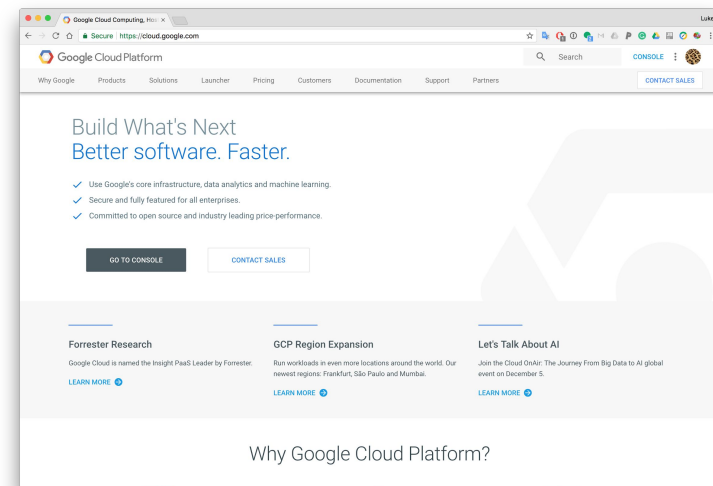 Google Cloud Computing, Hos ×
Luke
Secure https://cloud.google.com
Google Cloud Platform
Search
CONSOLE
Why Google Products Solutions Launcher Pricing Customers Documentation Support Partners
CONTACT SALES
Build What's Next
Better software. Faster.
Use Google's core infrastructure, data analytics and machine learning.
Secure and fully featured for all enterprises.
Committed to open source and industry leading price-performance.
GO TO CONSOLE
CONTACT SALES
Forrester Research
Google Cloud is named the Insight PaaS Leader by Forrester.
LEARN MORE
GCP Region Expansion
Run workloads in even more locations around the world. Our
newest regions: Frankfurt, São Paulo and Mumbai.
LEARN MORE
Let's Talk About AI
Join the Cloud OnAir: The Journey From Big Data to AI global
event on December 5.
LEARN MORE
Why Google Cloud Platform?